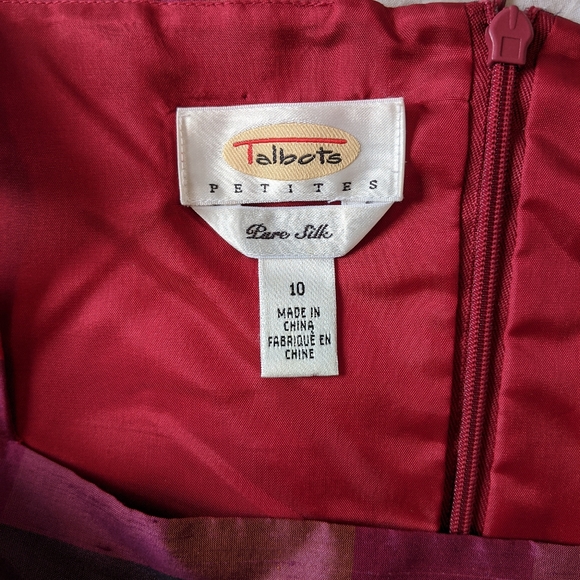 Talbots
PETITES
Pure Silk
10
MADE IN
CHINA
FABRIQUÉ EN
CHINE